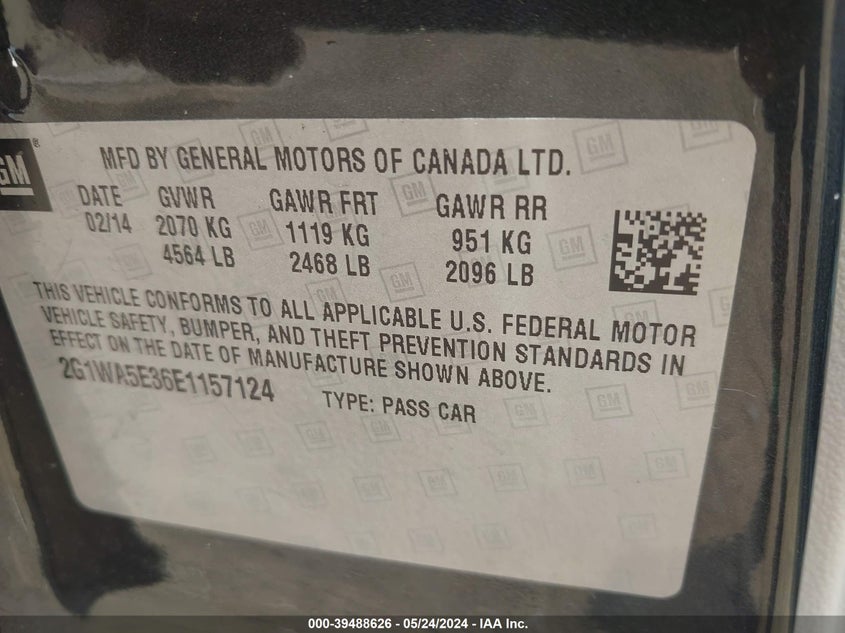 GM®
MFD BY GENERAL MOTORS OF CANADA LTD.
DATE GVWR GAWR FRT GAWR RR
02/14 2070 KG 1119 KG 951 KG
4564 LB 2468 LB 2096 LB
THIS VEHICLE CONFORMS TO ALL APPLICABLE U.S. FEDERAL MOTOR
VEHICLE SAFETY, BUMPER, AND THEFT PREVENTION STANDARDS IN
EFFECT ON THE DATE OF MANUFACTURE SHOWN ABOVE.
2G1WA5E36E1157124 TYPE: PASS CAR
000-39488626 - 05/24/2024 - IAA Inc.